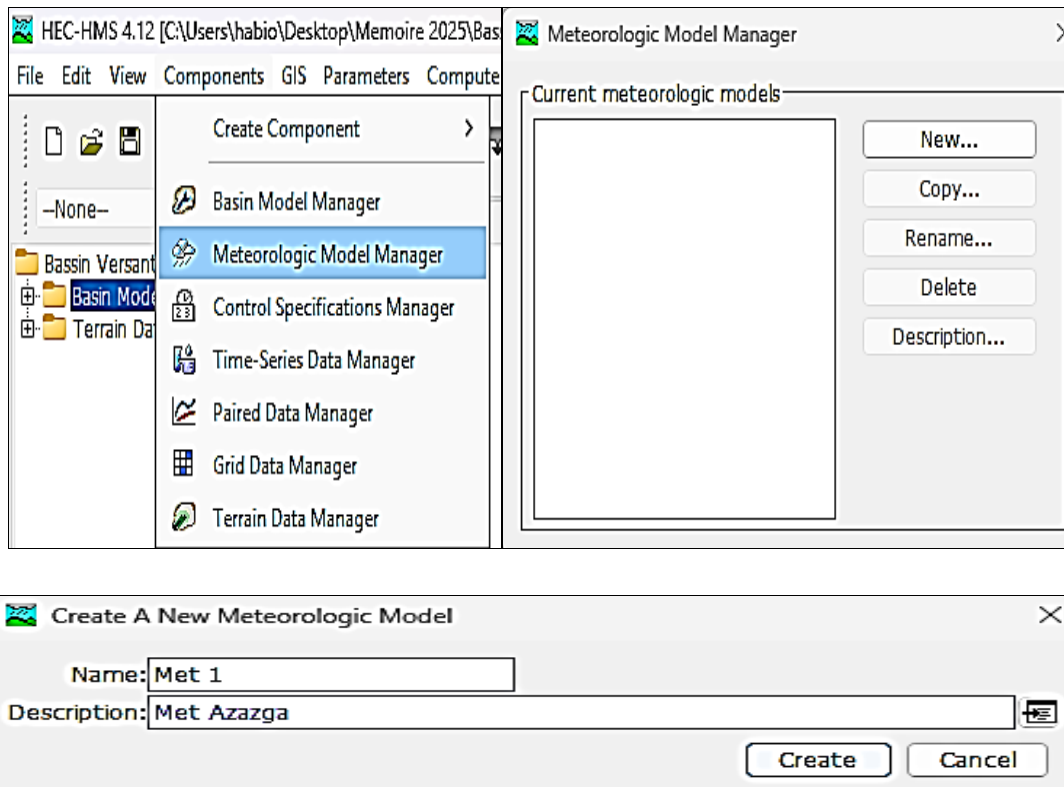 HEC-HMS 4.12 [C:\Users\habio\Desktop\Memoire 2025\Bas
File Edit View Components GIS Parameters Compute
Create Component
--None--
Basin Model Manager
Meteorologic Model Manager
Control Specifications Manager
Time-Series Data Manager
Paired Data Manager
Grid Data Manager
Terrain Data Manager
Bassin Versant
Basin Mode
Terrain Da
Meteorologic Model Manager
Current meteorologic models
New...
Copy...
Rename...
Delete
Description...
Create A New Meteorologic Model
Name: Met 1
Description: Met Azazga
Create Cancel